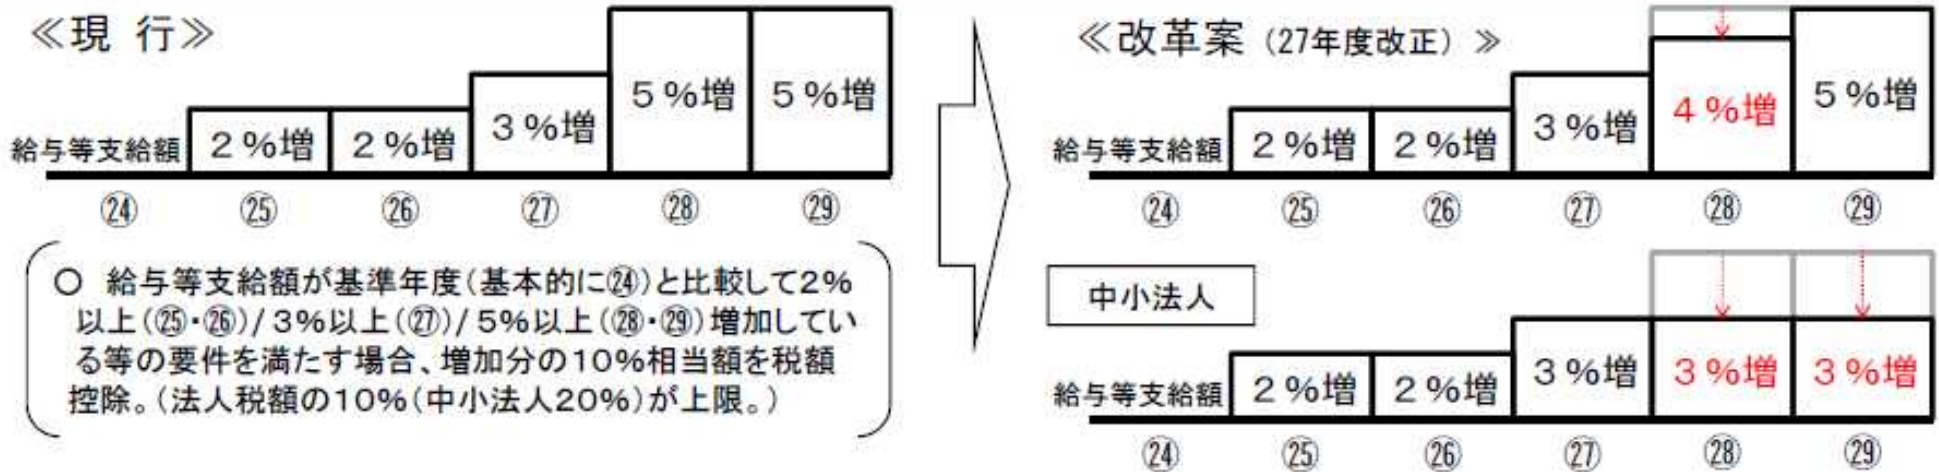 ≪現 行≫
5%増 5%増
3%増
給与等支給額 2%増 2%増
㉔ ㉕ ㉖ ㉗ ㉘ ㉙
○ 給与等支給額が基準年度(基本的に㉔)と比較して2%
以上(㉕・㉖)/3%以上(㉗)/5%以上(㉘・㉙)増加してい
る等の要件を満たす場合、増加分の10%相当額を税額
控除。(法人税額の10%(中小法人20%)が上限。)
≪改革案(27年度改正)≫
5%増
4%増
3%増
給与等支給額 2%増 2%増
㉔ ㉕ ㉖ ㉗ ㉘ ㉙
中小法人
3%増 3%増 3%増
給与等支給額 2%増 2%増
㉔ ㉕ ㉖ ㉗ ㉘ ㉙